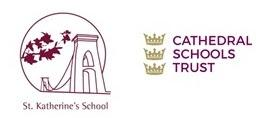 St. Katherine's School
CATHEDRAL
SCHOOLS
TRUST